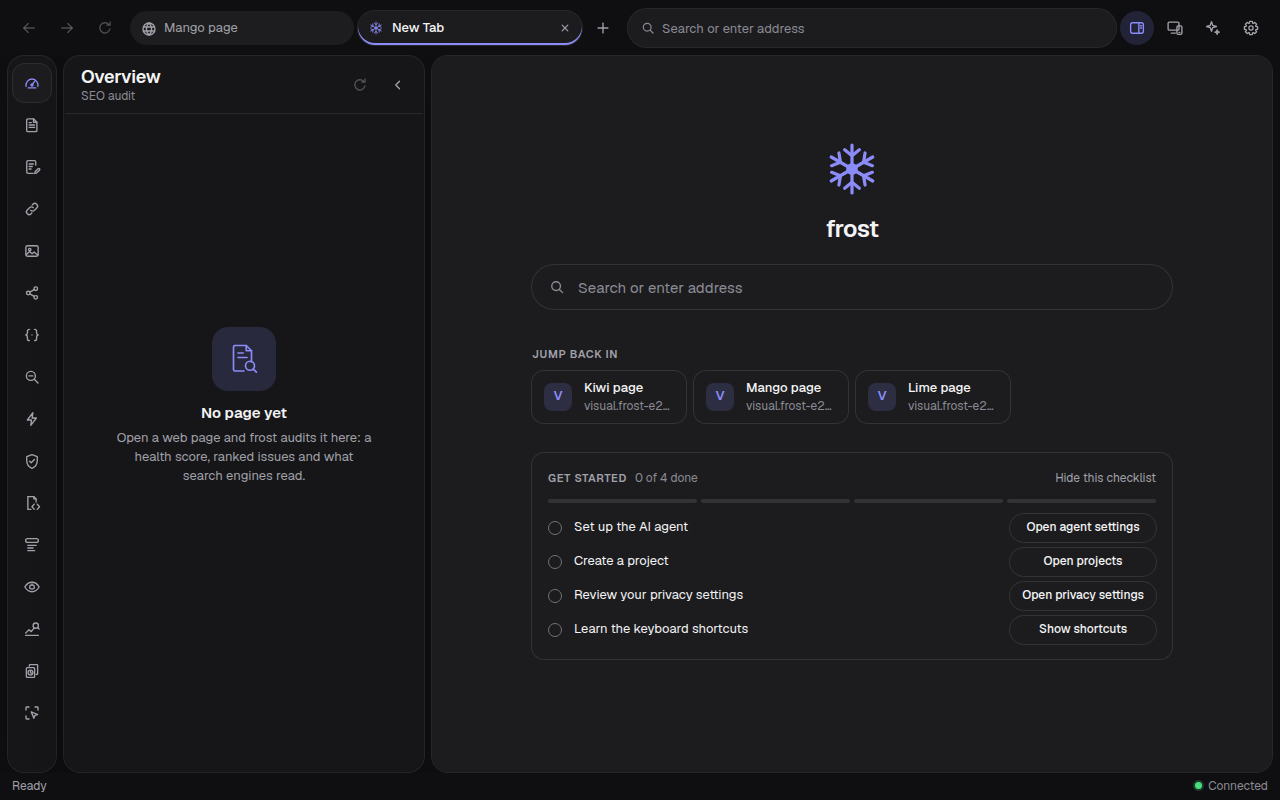 Mango page
New Tab
Search or enter address
Overview
SEO audit
No page yet
Open a web page and frost audits it here: a
health score, ranked issues and what
search engines read.
frost
Search or enter address
JUMP BACK IN
V
Kiwi page
visual.frost-e2…
V
Mango page
visual.frost-e2…
V
Lime page
visual.frost-e2…
GET STARTED 0 of 4 done
Hide this checklist
Set up the AI agent
Open agent settings
Create a project
Open projects
Review your privacy settings
Open privacy settings
Learn the keyboard shortcuts
Show shortcuts
Ready
Connected